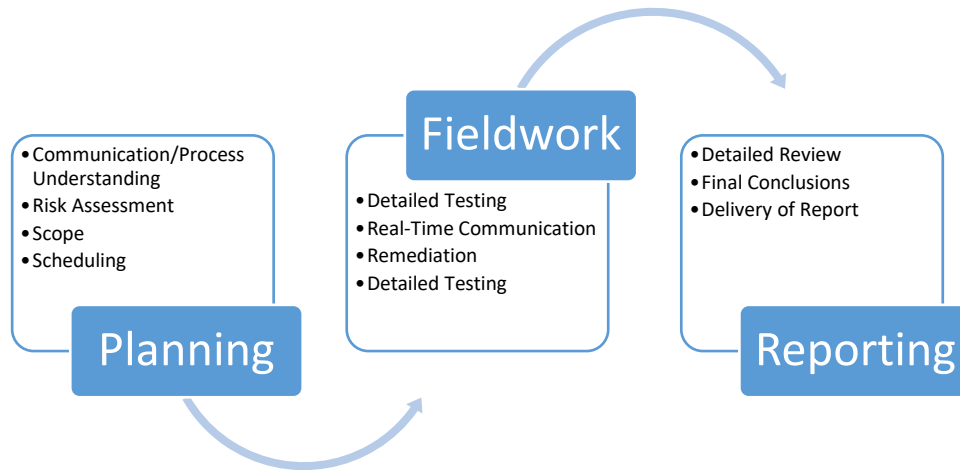 •Communication/Process
Understanding
•Risk Assessment
•Scope
•Scheduling
Planning
Fieldwork
•Detailed Testing
•Real-Time Communication
•Remediation
•Detailed Testing
•Detailed Review
•Final Conclusions
•Delivery of Report
Reporting